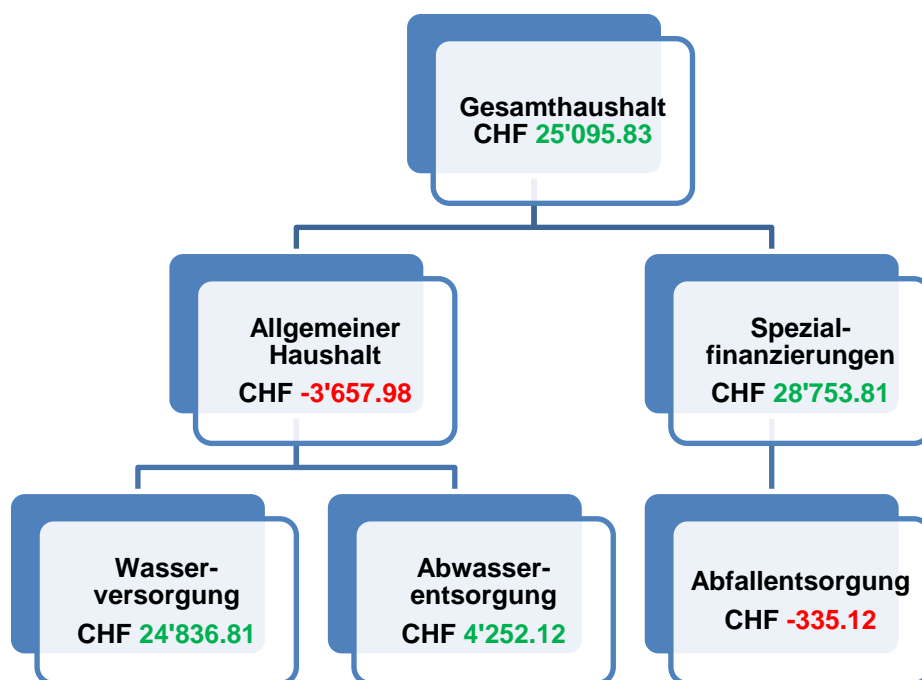 Gesamthaushalt
CHF 25'095.83
Allgemeiner
Haushalt
CHF -3'657.98
Spezial-
finanzierungen
CHF 28'753.81
Wasser-
versorgung
CHF 24'836.81
Abwasser-
entsorgung
CHF 4'252.12
Abfallentsorgung
CHF -335.12